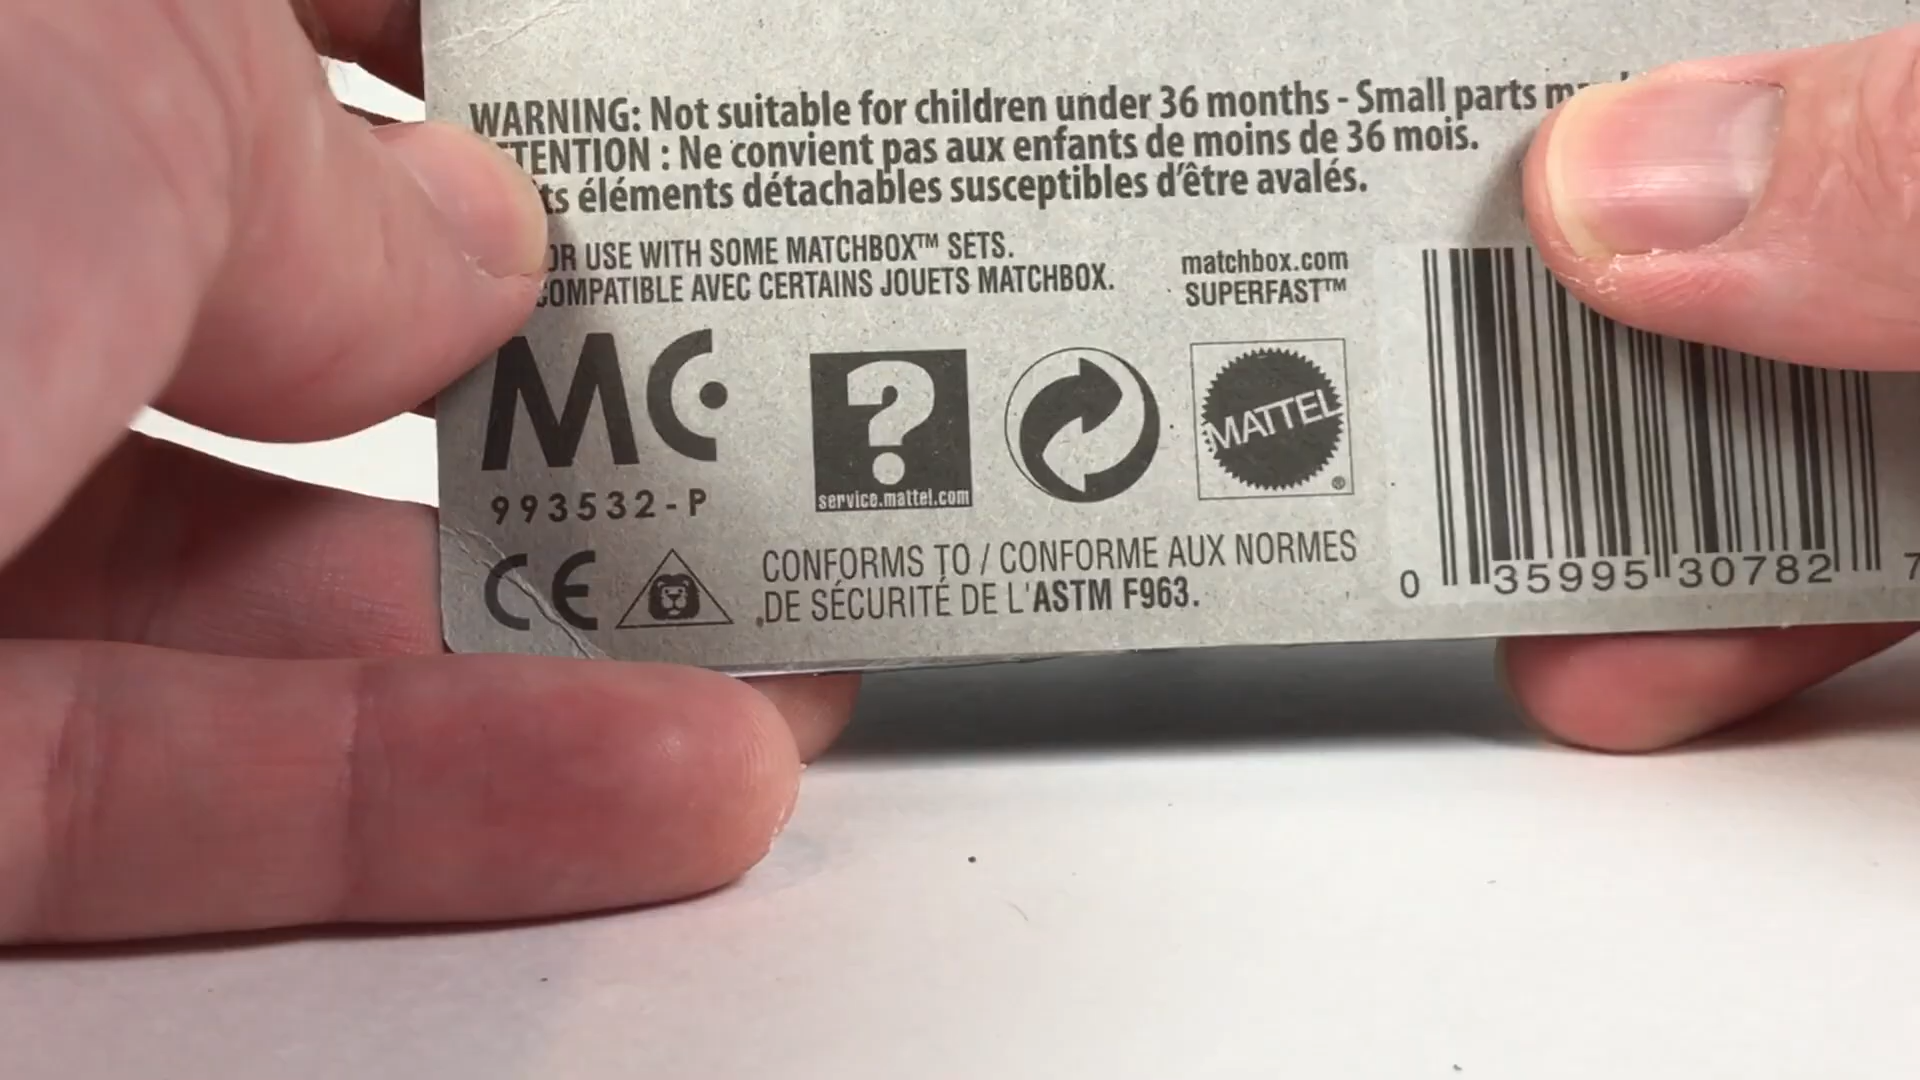 WARNING: Not suitable for children under 36 months - Small parts
: Ne convient pas aux enfants de moins de 36 mois.
éléments détachables susceptibles d'être avalés.
USE WITH SOME MATCHBOX™ SETS.
AVEC CERTAINS JOUETS MATCHBOX.
matchbox.com
SUPERFAST™
MC
993532-P
?
service.mattel.com
MATTEL
®
CE
CONFORMS TO / CONFORME AUX NORMES
DE SÉCURITÉ DE L'ASTM F963.
0 35995 30782 7